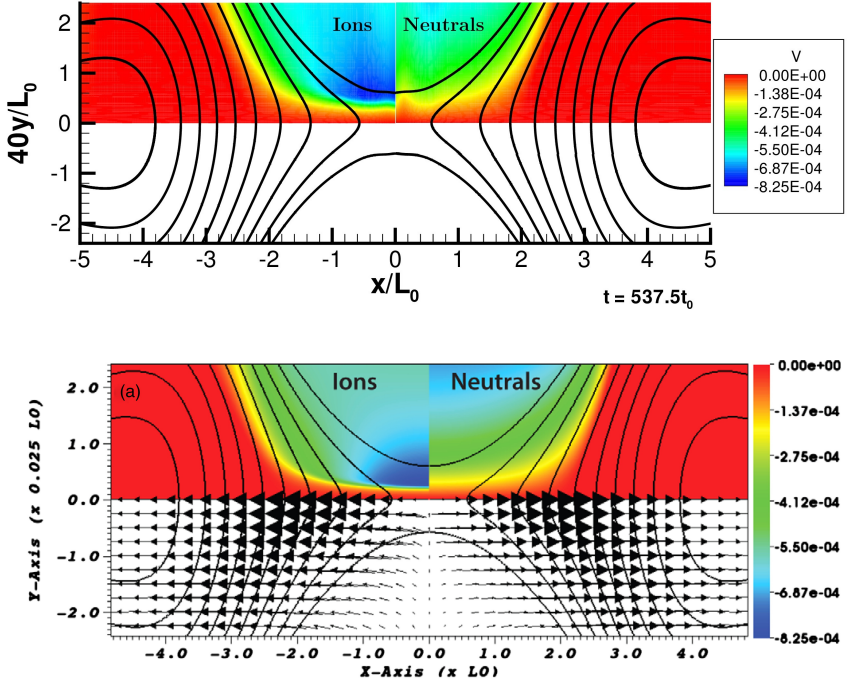 Ions Neutrals
2
1
0
-1
-2
40y/L0
-5 -4 -3 -2 -1 0 1 2 3 4 5
x/L0
t = 537.5t0
V
0.00E+00
-1.38E-04
-2.75E-04
-4.12E-04
-5.50E-04
-6.87E-04
-8.25E-04
(a)
Ions Neutrals
2.0
1.0
0.0
-1.0
-2.0
Y-Axis (x 0.025 L0)
-4.0 -3.0 -2.0 -1.0 0.0 1.0 2.0 3.0 4.0
X-Axis (x L0)
0.00e+00
-1.37e-04
-2.75e-04
-4.12e-04
-5.50e-04
-6.87e-04
-8.25e-04